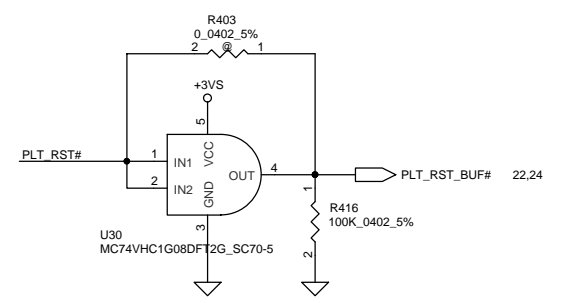 R403
0_0402_5%
2 @ 1
+3VS
5
PLT_RST#
1 IN1 VCC
2 IN2 GND OUT 4
PLT_RST_BUF# 22,24
3
1
R416
100K_0402_5%
2
U30
MC74VHC1G08DFT2G_SC70-5